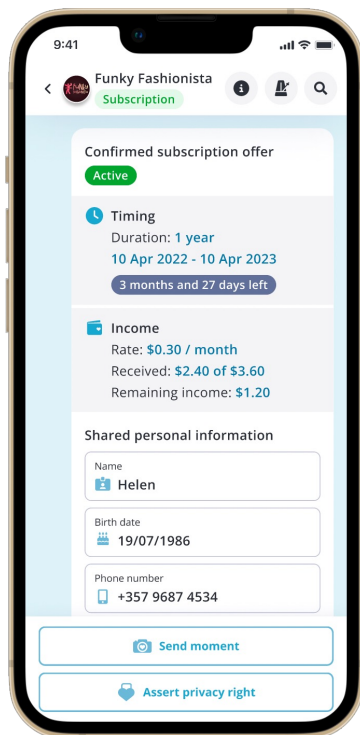 9:41
Funky Fashionista
Subscription
Confirmed subscription offer
Active
Timing
Duration: 1 year
10 Apr 2022 - 10 Apr 2023
3 months and 27 days left
Income
Rate: $0.30 / month
Received: $2.40 of $3.60
Remaining income: $1.20
Shared personal information
Name
Helen
Birth date
19/07/1986
Phone number
+357 9687 4534
Send moment
Assert privacy right